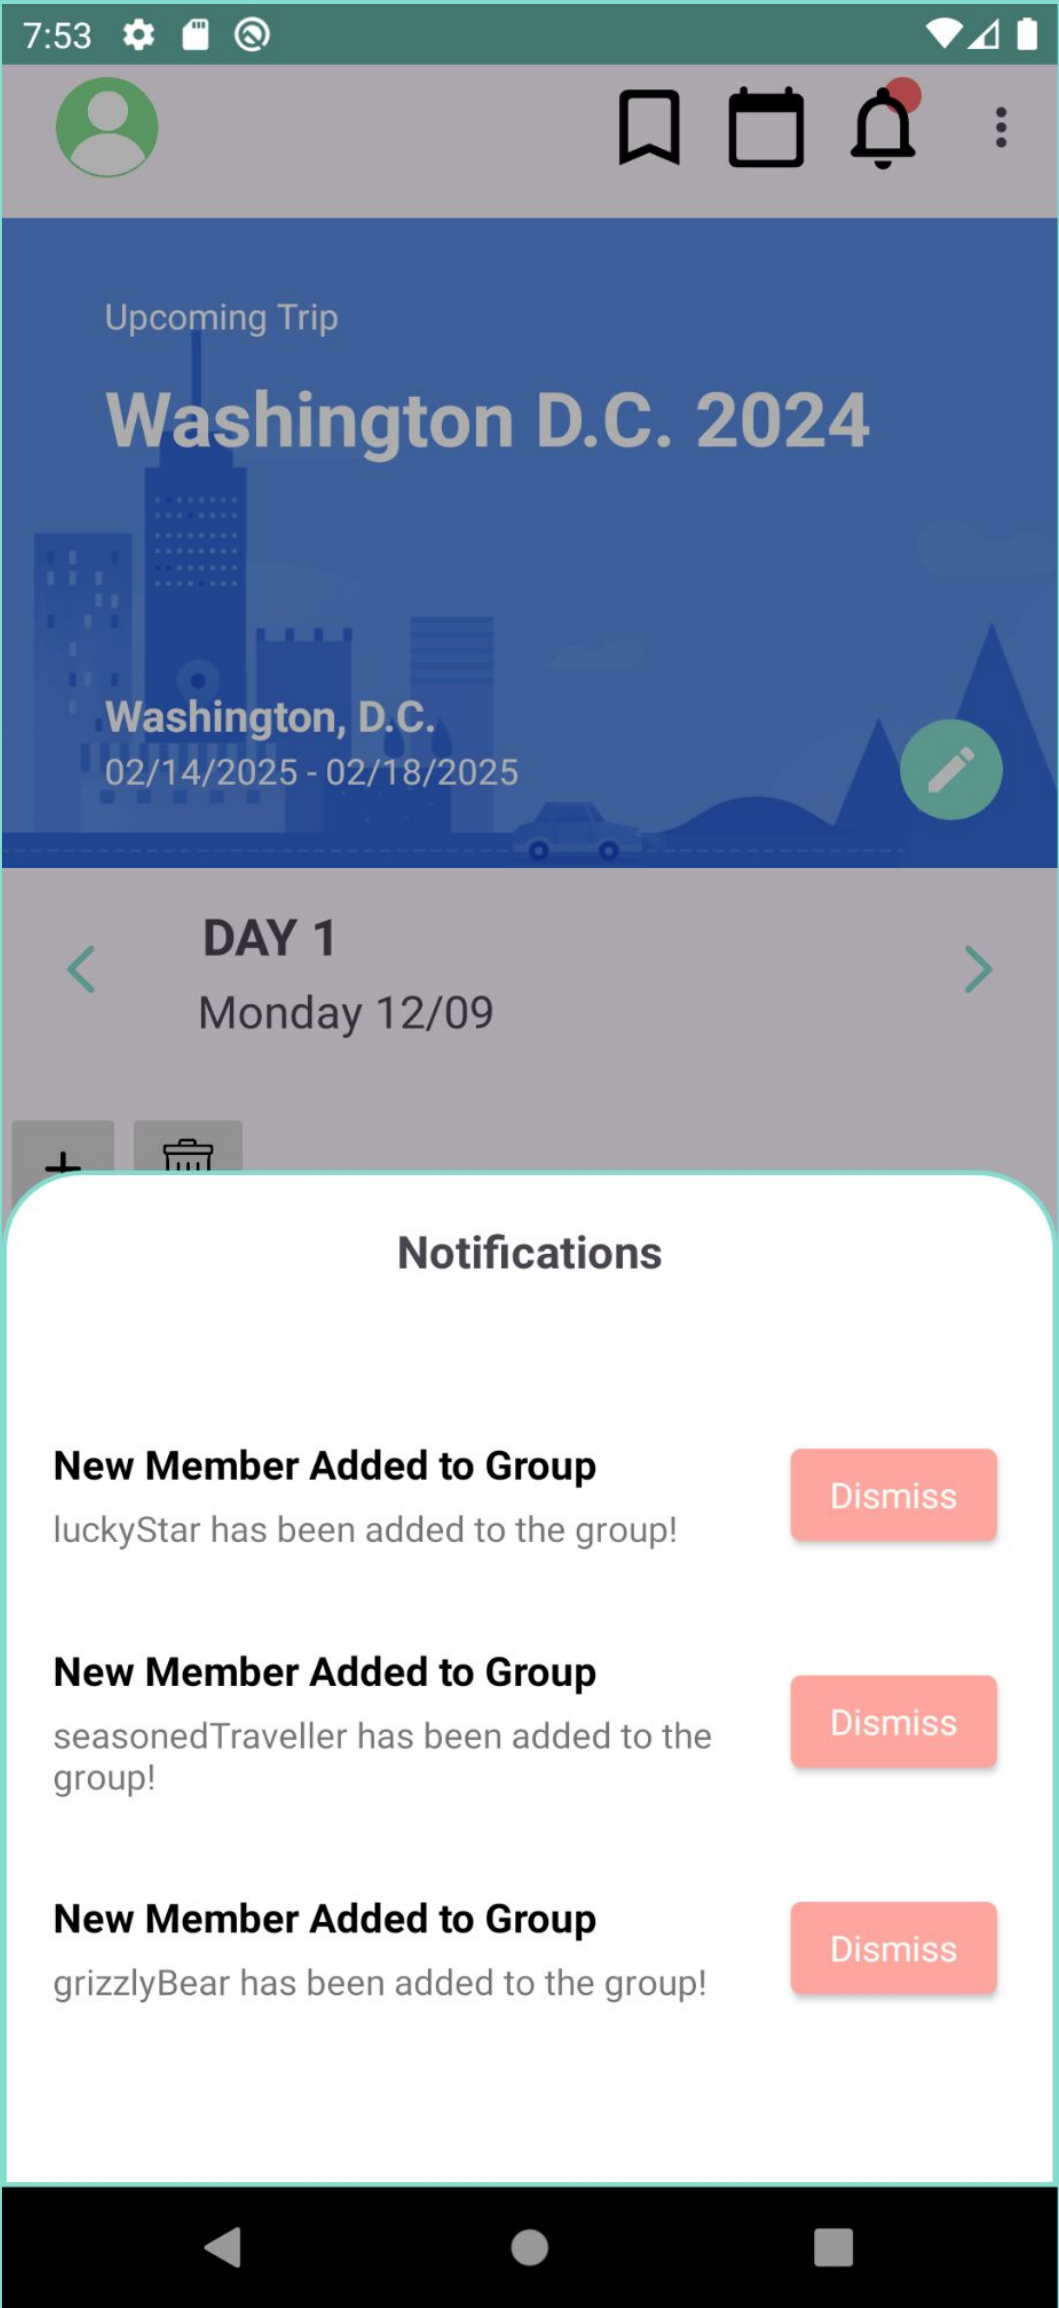 7:53
Upcoming Trip
Washington D.C. 2024
Washington, D.C.
02/14/2025 - 02/18/2025
DAY 1
Monday 12/09
Notifications
New Member Added to Group
luckyStar has been added to the group!
Dismiss
New Member Added to Group
seasonedTraveller has been added to the
group!
Dismiss
New Member Added to Group
grizzlyBear has been added to the group!
Dismiss